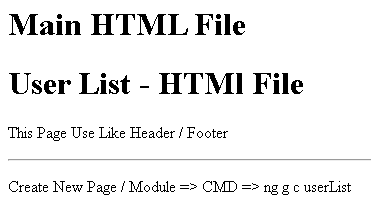 Main HTML File
User List - HTMl File
This Page Use Like Header / Footer
Create New Page / Module => CMD => ng g c userList